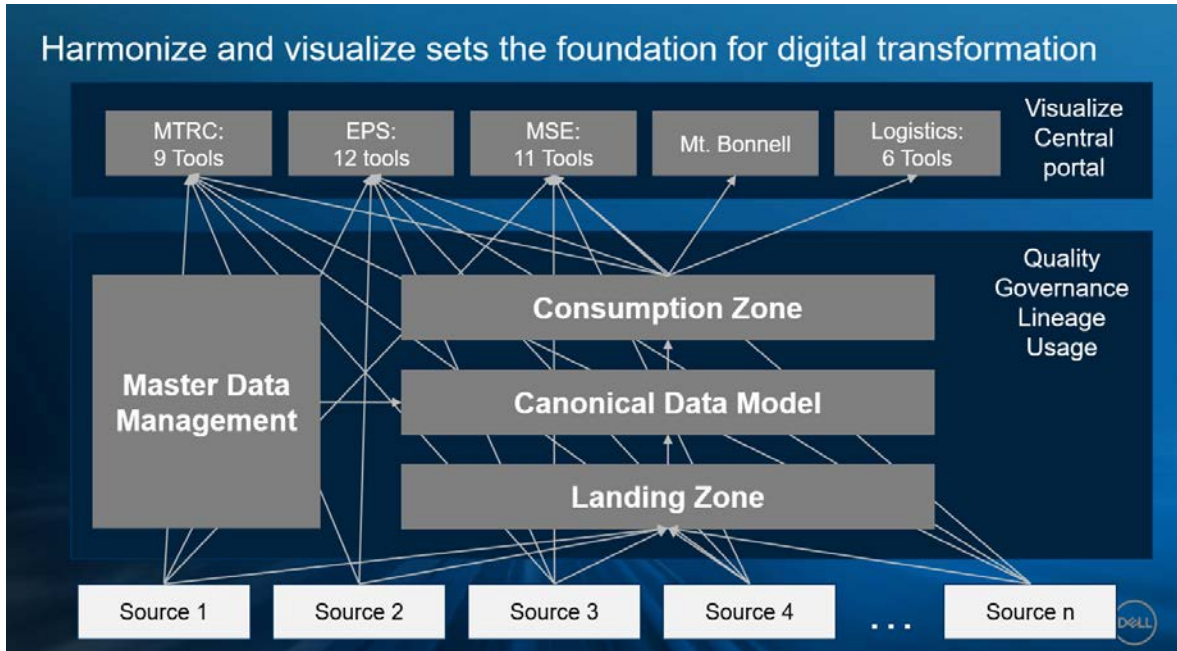 Harmonize and visualize sets the foundation for digital transformation
MTRC:
9 Tools
EPS:
12 tools
MSE:
11 Tools
Mt. Bonnell
Logistics:
6 Tools
Visualize
Central
portal
Quality
Governance
Lineage
Usage
Master Data
Management
Consumption Zone
Canonical Data Model
Landing Zone
Source 1
Source 2
Source 3
Source 4
...
Source n
DELL